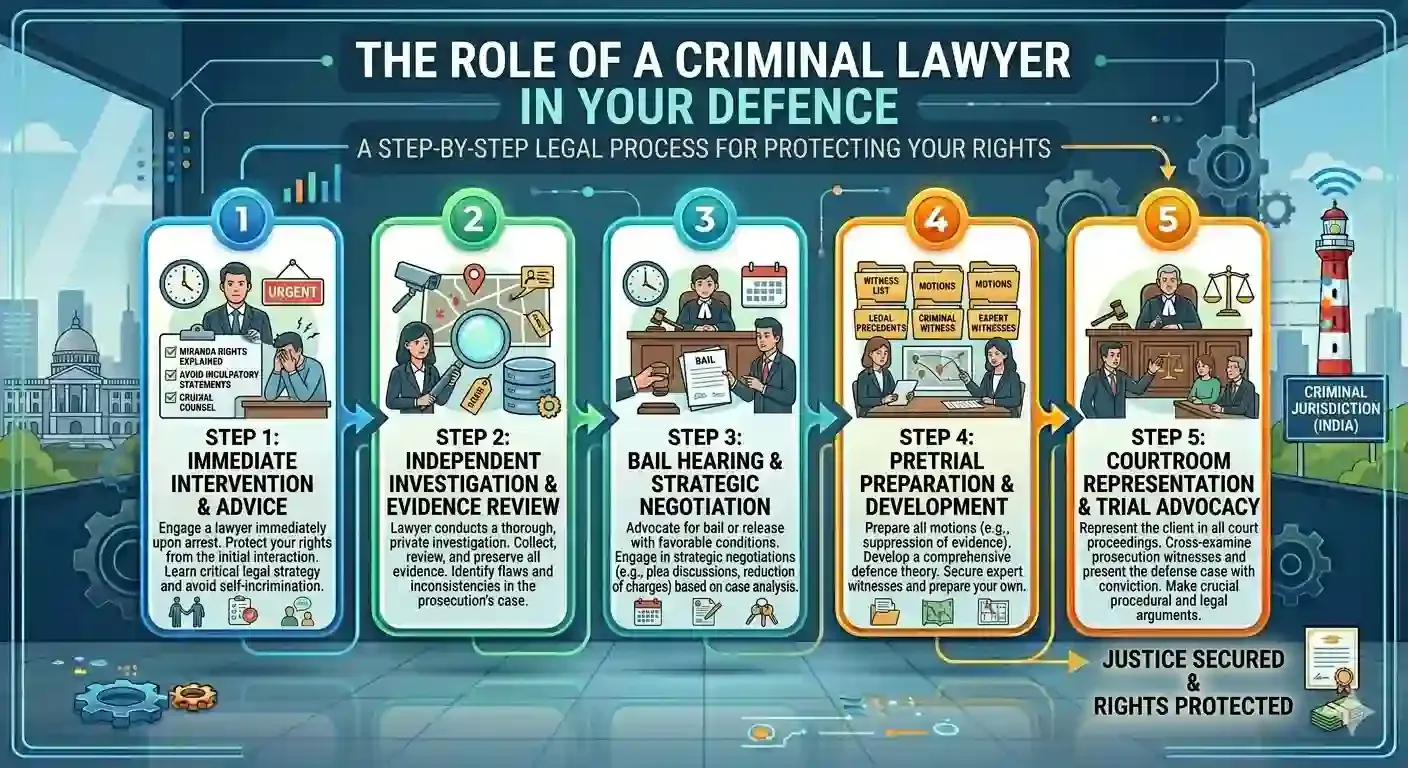 THE ROLE OF A CRIMINAL LAWYER
IN YOUR DEFENCE
A STEP-BY-STEP LEGAL PROCESS FOR PROTECTING YOUR RIGHTS
1
URGENT
MIRANDA RIGHTS
EXPLAINED
AVOID INCULPATORY
STATEMENTS
COUNSEL
STEP 1:
IMMEDIATE
INTERVENTION
& ADVICE
Engage a lawyer immediately
upon arrest. Protect your rights
from the initial interaction.
Learn critical legal strategy
and avoid self-incrimination.
2
STEP 2:
INDEPENDENT
INVESTIGATION &
EVIDENCE REVIEW
Lawyer conducts a thorough,
private investigation. Collect,
review, and preserve all
evidence. Identify flaws and
inconsistencies in the
prosecution's case.
3
BAIL
STEP 3:
BAIL HEARING &
STRATEGIC
NEGOTIATION
Advocate for bail or release
with favorable conditions.
Engage in strategic negotiations
(e.g., plea discussions, reduction
of charges) based on case analysis.
4
WITNESS
LIST
MOTIONS
MOTIONS
LEGAL
PRECEDENTS
CRIMINAL
WITNESS
EXPERT
WITNESSES
STEP 4:
PRETRIAL
PREPARATION &
DEVELOPMENT
Prepare all motions (e.g.,
suppression of evidence).
Develop a comprehensive
defence theory. Secure expert
witnesses and prepare your own.
5
STEP 5:
COURTROOM
REPRESENTATION
& TRIAL ADVOCACY
Represent the client in all court
proceedings. Cross-examine
prosecution witnesses and
present the defense case with
conviction. Make crucial
procedural and legal
arguments.
CRIMINAL
JURISDICTION
(INDIA)
JUSTICE SECURED
&
RIGHTS PROTECTED